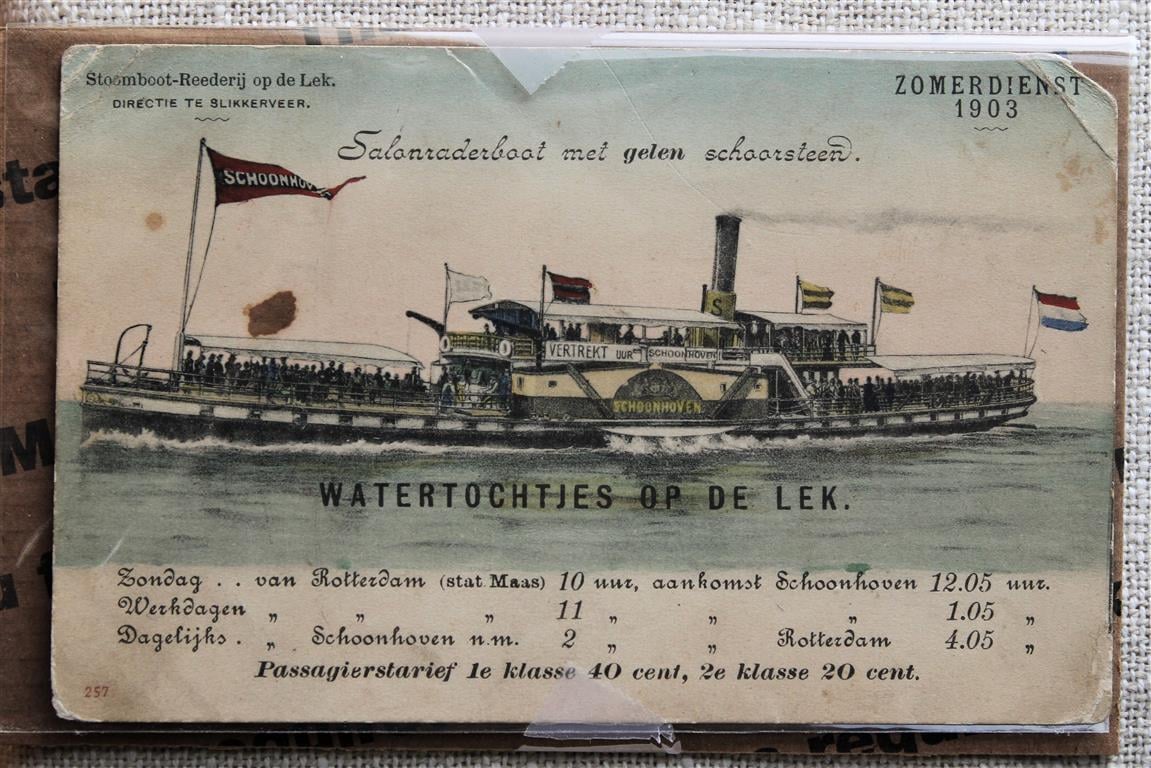 Stoomboot-Reederij op de Lek.
DIRECTIE TE SLIKKERVEER.
ZOMERDIENST
1903
Salonraderboot met gelen schoorsteen.
SCHOONHOV
S
VERTREKT UUR SCHOONHOVEN
SCHOONHOVEN
WATERTOCHTJES OP DE LEK.
Zondag . . van Rotterdam (stat. Maas) 10 uur, aankomst Schoonhoven 12.05 uur.
Werkdagen „ „ „ 11 „ „ „ 1.05 „
Dagelijks . „ Schoonhoven n.m. 2 „ „ Rotterdam 4.05 „
Passagierstarief 1e klasse 40 cent, 2e klasse 20 cent.
257